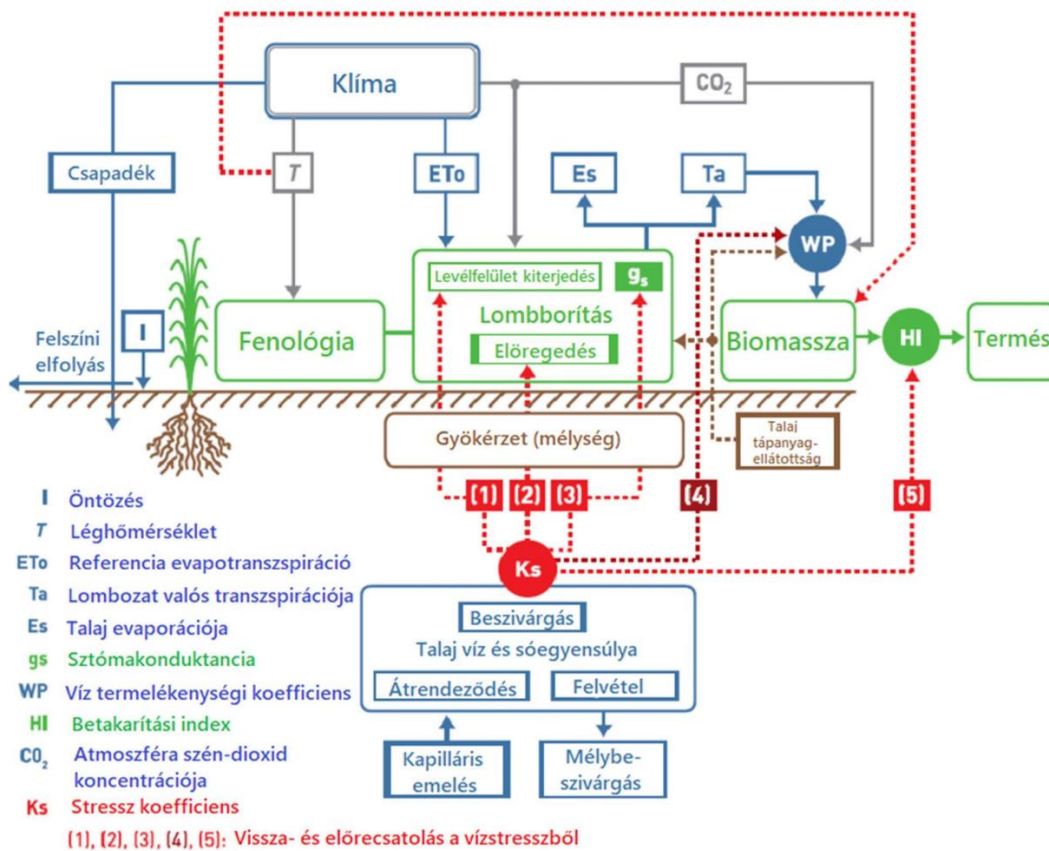 Klíma
CO₂
Csapadék
T
ETo
Es
Ta
WP
Levélfelület kiterjedés
gs
Lombborítás
Elöregedés
Fenológia
Biomassza
HI
Termés
Felszíni
elfolyás
I
Gyökérzet (mélység)
Talaj
tápanyag-
ellátottság
(1) (2) (3) (4) (5)
Ks
Beszivárgás
Talaj víz és sóegyensúlya
Átrendeződés
Felvétel
Kapilláris
emelés
Mélybe-
szivárgás
I Öntözés
T Léghőmérséklet
ETo Referencia evapotranzspiráció
Ta Lombozat valós transzspirációja
Es Talaj evaporációja
gs Sztómakonduktancia
WP Víz termelékenységi koefficiens
HI Betakarítási index
CO₂ Atmoszféra szén-dioxid
koncentrációja
Ks Stressz koefficiens
(1), (2), (3), (4), (5): Vissza- és előrecsatolás a vízstresszből